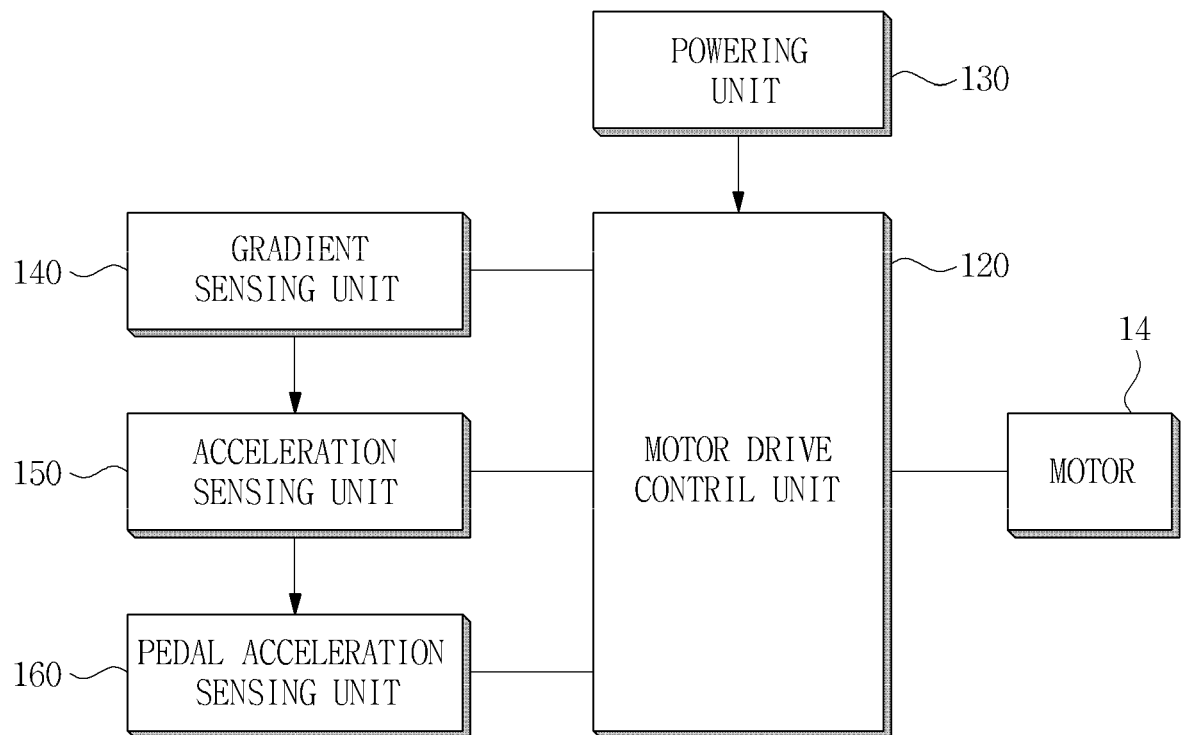 POWERING
UNIT
130
GRADIENT
SENSING UNIT
140
120
14
ACCELERATION
SENSING UNIT
150
MOTOR DRIVE
CONTRIL UNIT
MOTOR
PEDAL ACCELERATION
SENSING UNIT
160